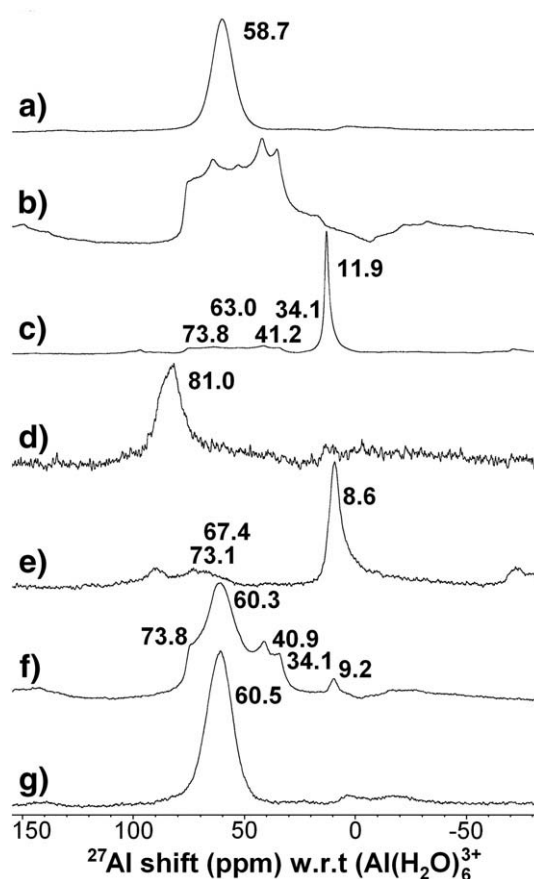 58.7
a)
b)
11.9
63.0 34.1
73.8 41.2
c)
81.0
d)
8.6
67.4
73.1
e)
60.3
73.8 40.9
34.1
9.2
f)
60.5
g)
150 100 50 0 -50
²⁷Al shift (ppm) w.r.t (Al(H₂O)₆³⁺